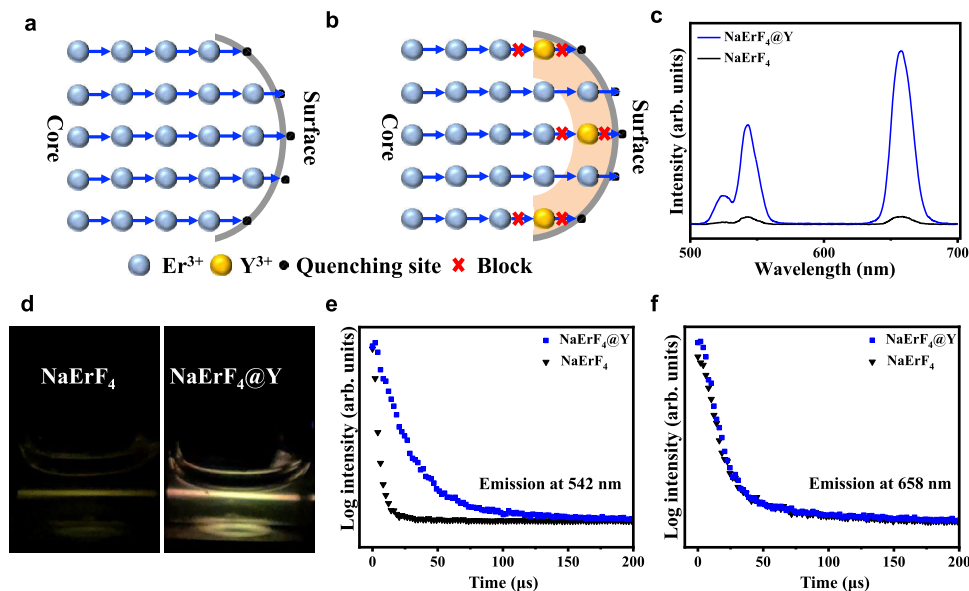 a
Core
Surface
b
Core
Surface
Er³⁺ Y³⁺ Quenching site Block
c
Intensity (arb. units)
NaErF₄@Y
NaErF₄
500 600 700
Wavelength (nm)
d
NaErF₄
NaErF₄@Y
e
Log intensity (arb. units)
NaErF₄@Y
NaErF₄
Emission at 542 nm
0 50 100 150 200
Time (μs)
f
Log intensity (arb. units)
NaErF₄@Y
NaErF₄
Emission at 658 nm
0 50 100 150 200
Time (μs)